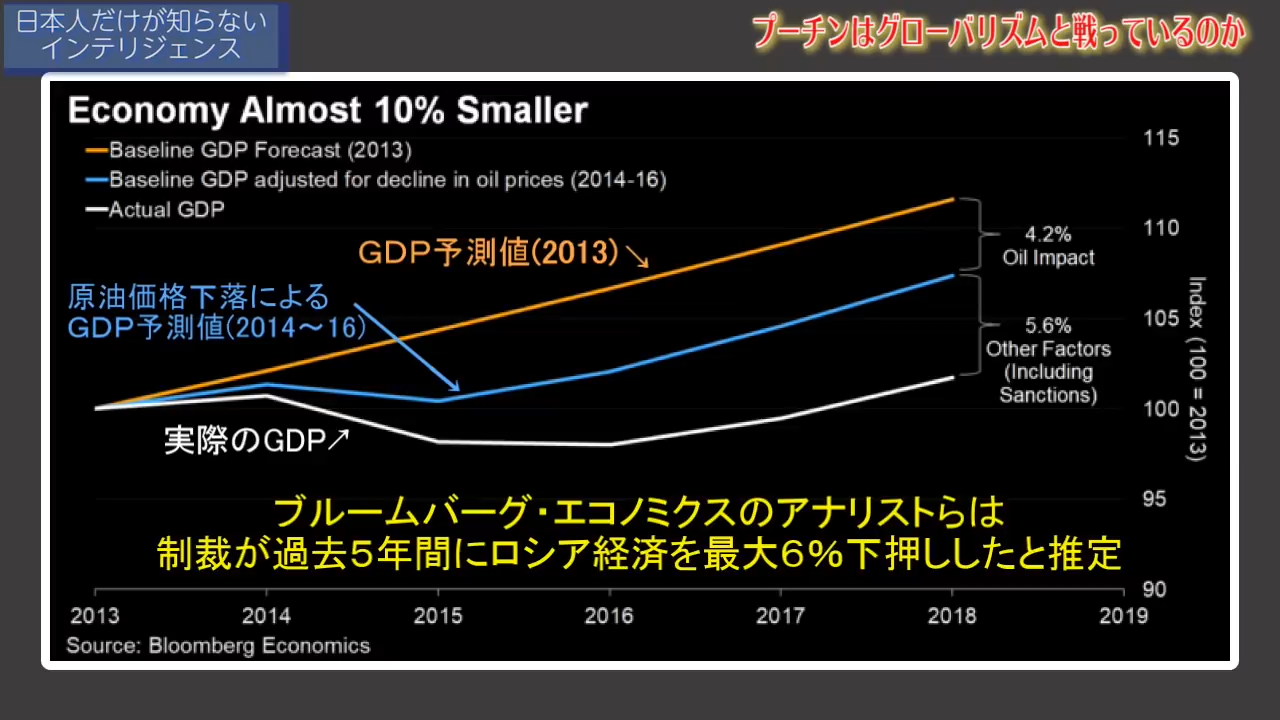 日本人だけが知らない
インテリジェンス
プーチンはグローバリズムと戦っているのか
Economy Almost 10% Smaller
Baseline GDP Forecast (2013)
Baseline GDP adjusted for decline in oil prices (2014-16)
Actual GDP
GDP予測値(2013)↘
原油価格下落による
GDP予測値(2014～16)
実際のGDP↗
4.2%
Oil Impact
5.6%
Other Factors
(Including
Sanctions)
115
110
105
100
95
90
Index (100 = 2013)
ブルームバーグ・エコノミクスのアナリストらは
制裁が過去5年間にロシア経済を最大6%下押ししたと推定
2013 2014 2015 2016 2017 2018 2019
Source: Bloomberg Economics